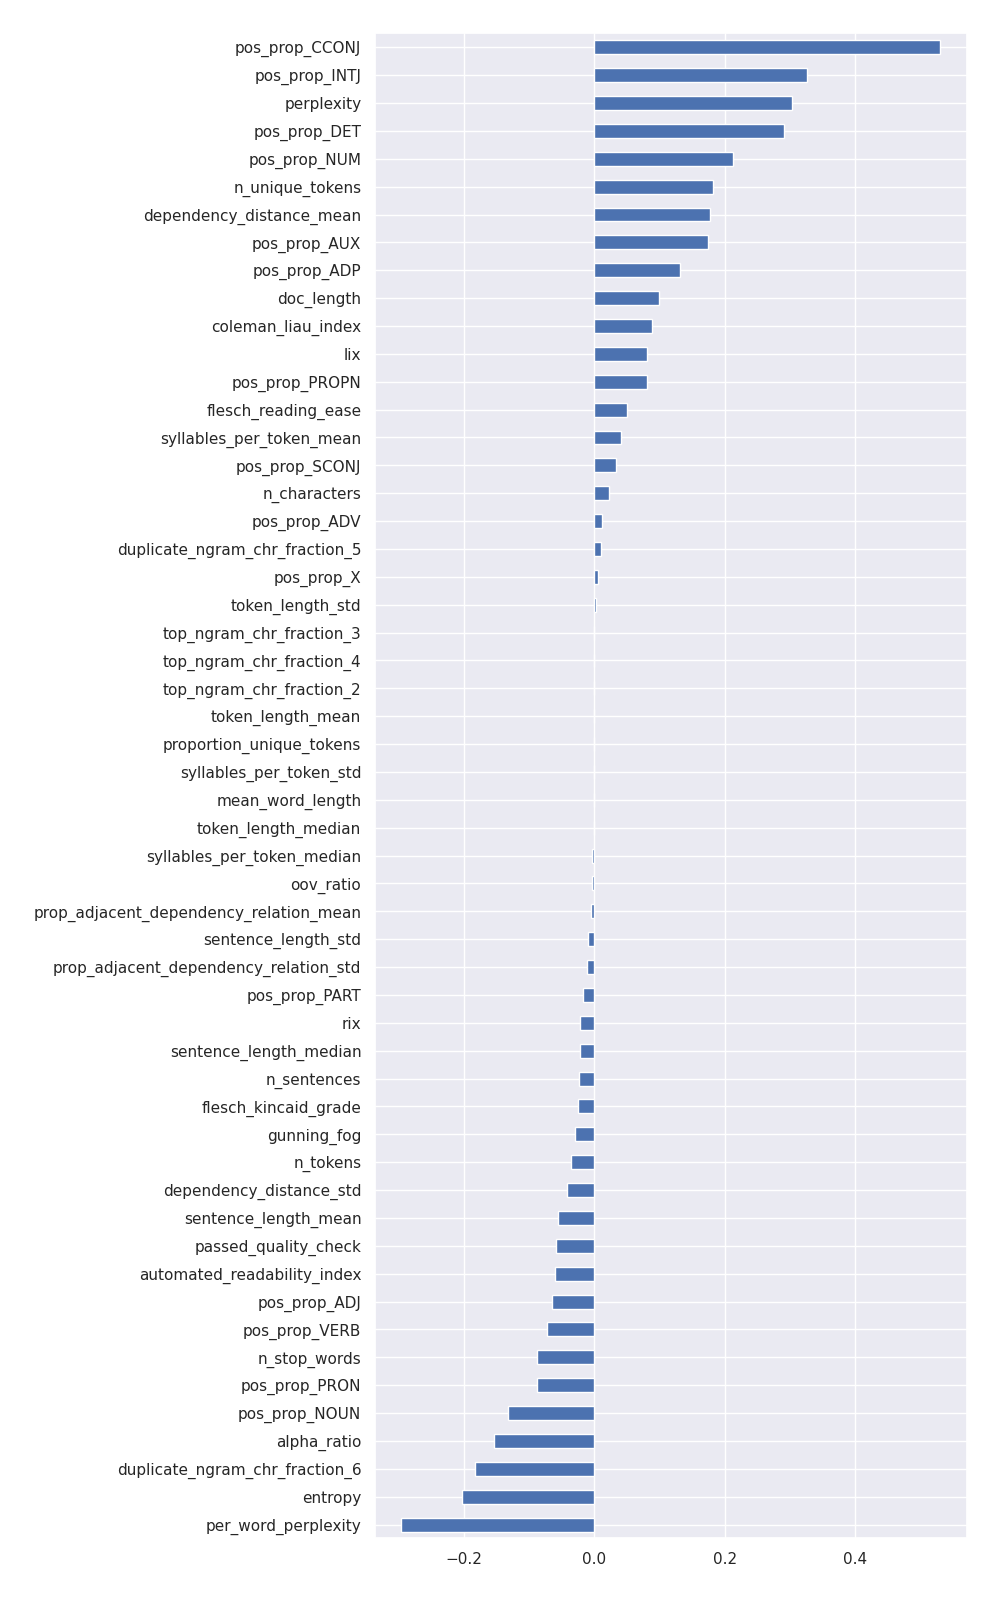 pos_prop_CCONJ
pos_prop_INTJ
perplexity
pos_prop_DET
pos_prop_NUM
n_unique_tokens
dependency_distance_mean
pos_prop_AUX
pos_prop_ADP
doc_length
coleman_liau_index
lix
pos_prop_PROPN
flesch_reading_ease
syllables_per_token_mean
pos_prop_SCONJ
n_characters
pos_prop_ADV
duplicate_ngram_chr_fraction_5
pos_prop_X
token_length_std
top_ngram_chr_fraction_3
top_ngram_chr_fraction_4
top_ngram_chr_fraction_2
token_length_mean
proportion_unique_tokens
syllables_per_token_std
mean_word_length
token_length_median
syllables_per_token_median
oov_ratio
prop_adjacent_dependency_relation_mean
sentence_length_std
prop_adjacent_dependency_relation_std
pos_prop_PART
rix
sentence_length_median
n_sentences
flesch_kincaid_grade
gunning_fog
n_tokens
dependency_distance_std
sentence_length_mean
passed_quality_check
automated_readability_index
pos_prop_ADJ
pos_prop_VERB
n_stop_words
pos_prop_PRON
pos_prop_NOUN
alpha_ratio
duplicate_ngram_chr_fraction_6
entropy
per_word_perplexity
−0.2 0.0 0.2 0.4